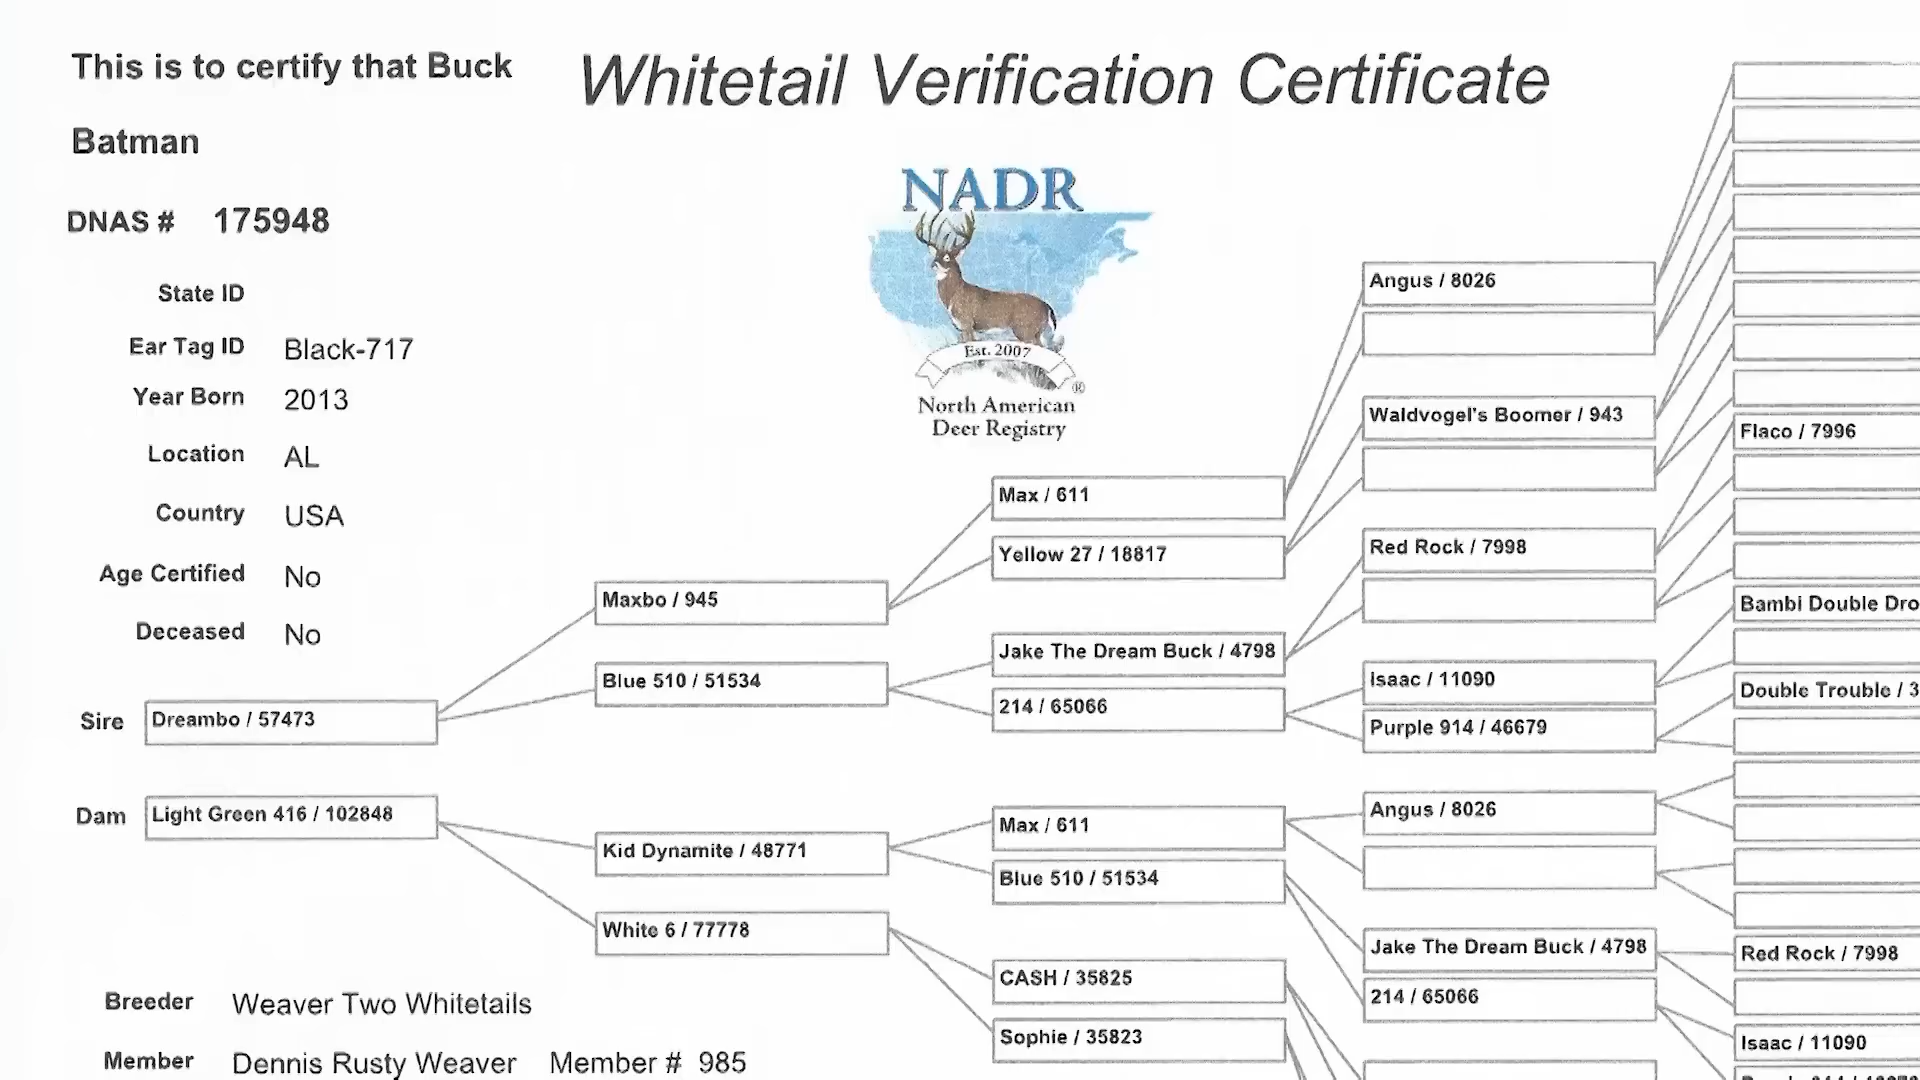 This is to certify that Buck
Whitetail Verification Certificate
Batman
DNAS # 175948
NADR
Est. 2007
®
North American
Deer Registry
State ID
Ear Tag ID Black-717
Year Born 2013
Location AL
Country USA
Age Certified No
Deceased No
Sire Dreambo / 57473
Dam Light Green 416 / 102848
Maxbo / 945
Blue 510 / 51534
Kid Dynamite / 48771
White 6 / 77778
Max / 611
Yellow 27 / 18817
Jake The Dream Buck / 4798
214 / 65066
Max / 611
Blue 510 / 51534
CASH / 35825
Sophie / 35823
Angus / 8026
Waldvogel's Boomer / 943
Red Rock / 7998
Isaac / 11090
Purple 914 / 46679
Angus / 8026
Jake The Dream Buck / 4798
214 / 65066
Flaco / 7996
Bambi Double Dro
Double Trouble / 3
Red Rock / 7998
Isaac / 11090
Breeder Weaver Two Whitetails
Member Dennis Rusty Weaver Member # 985